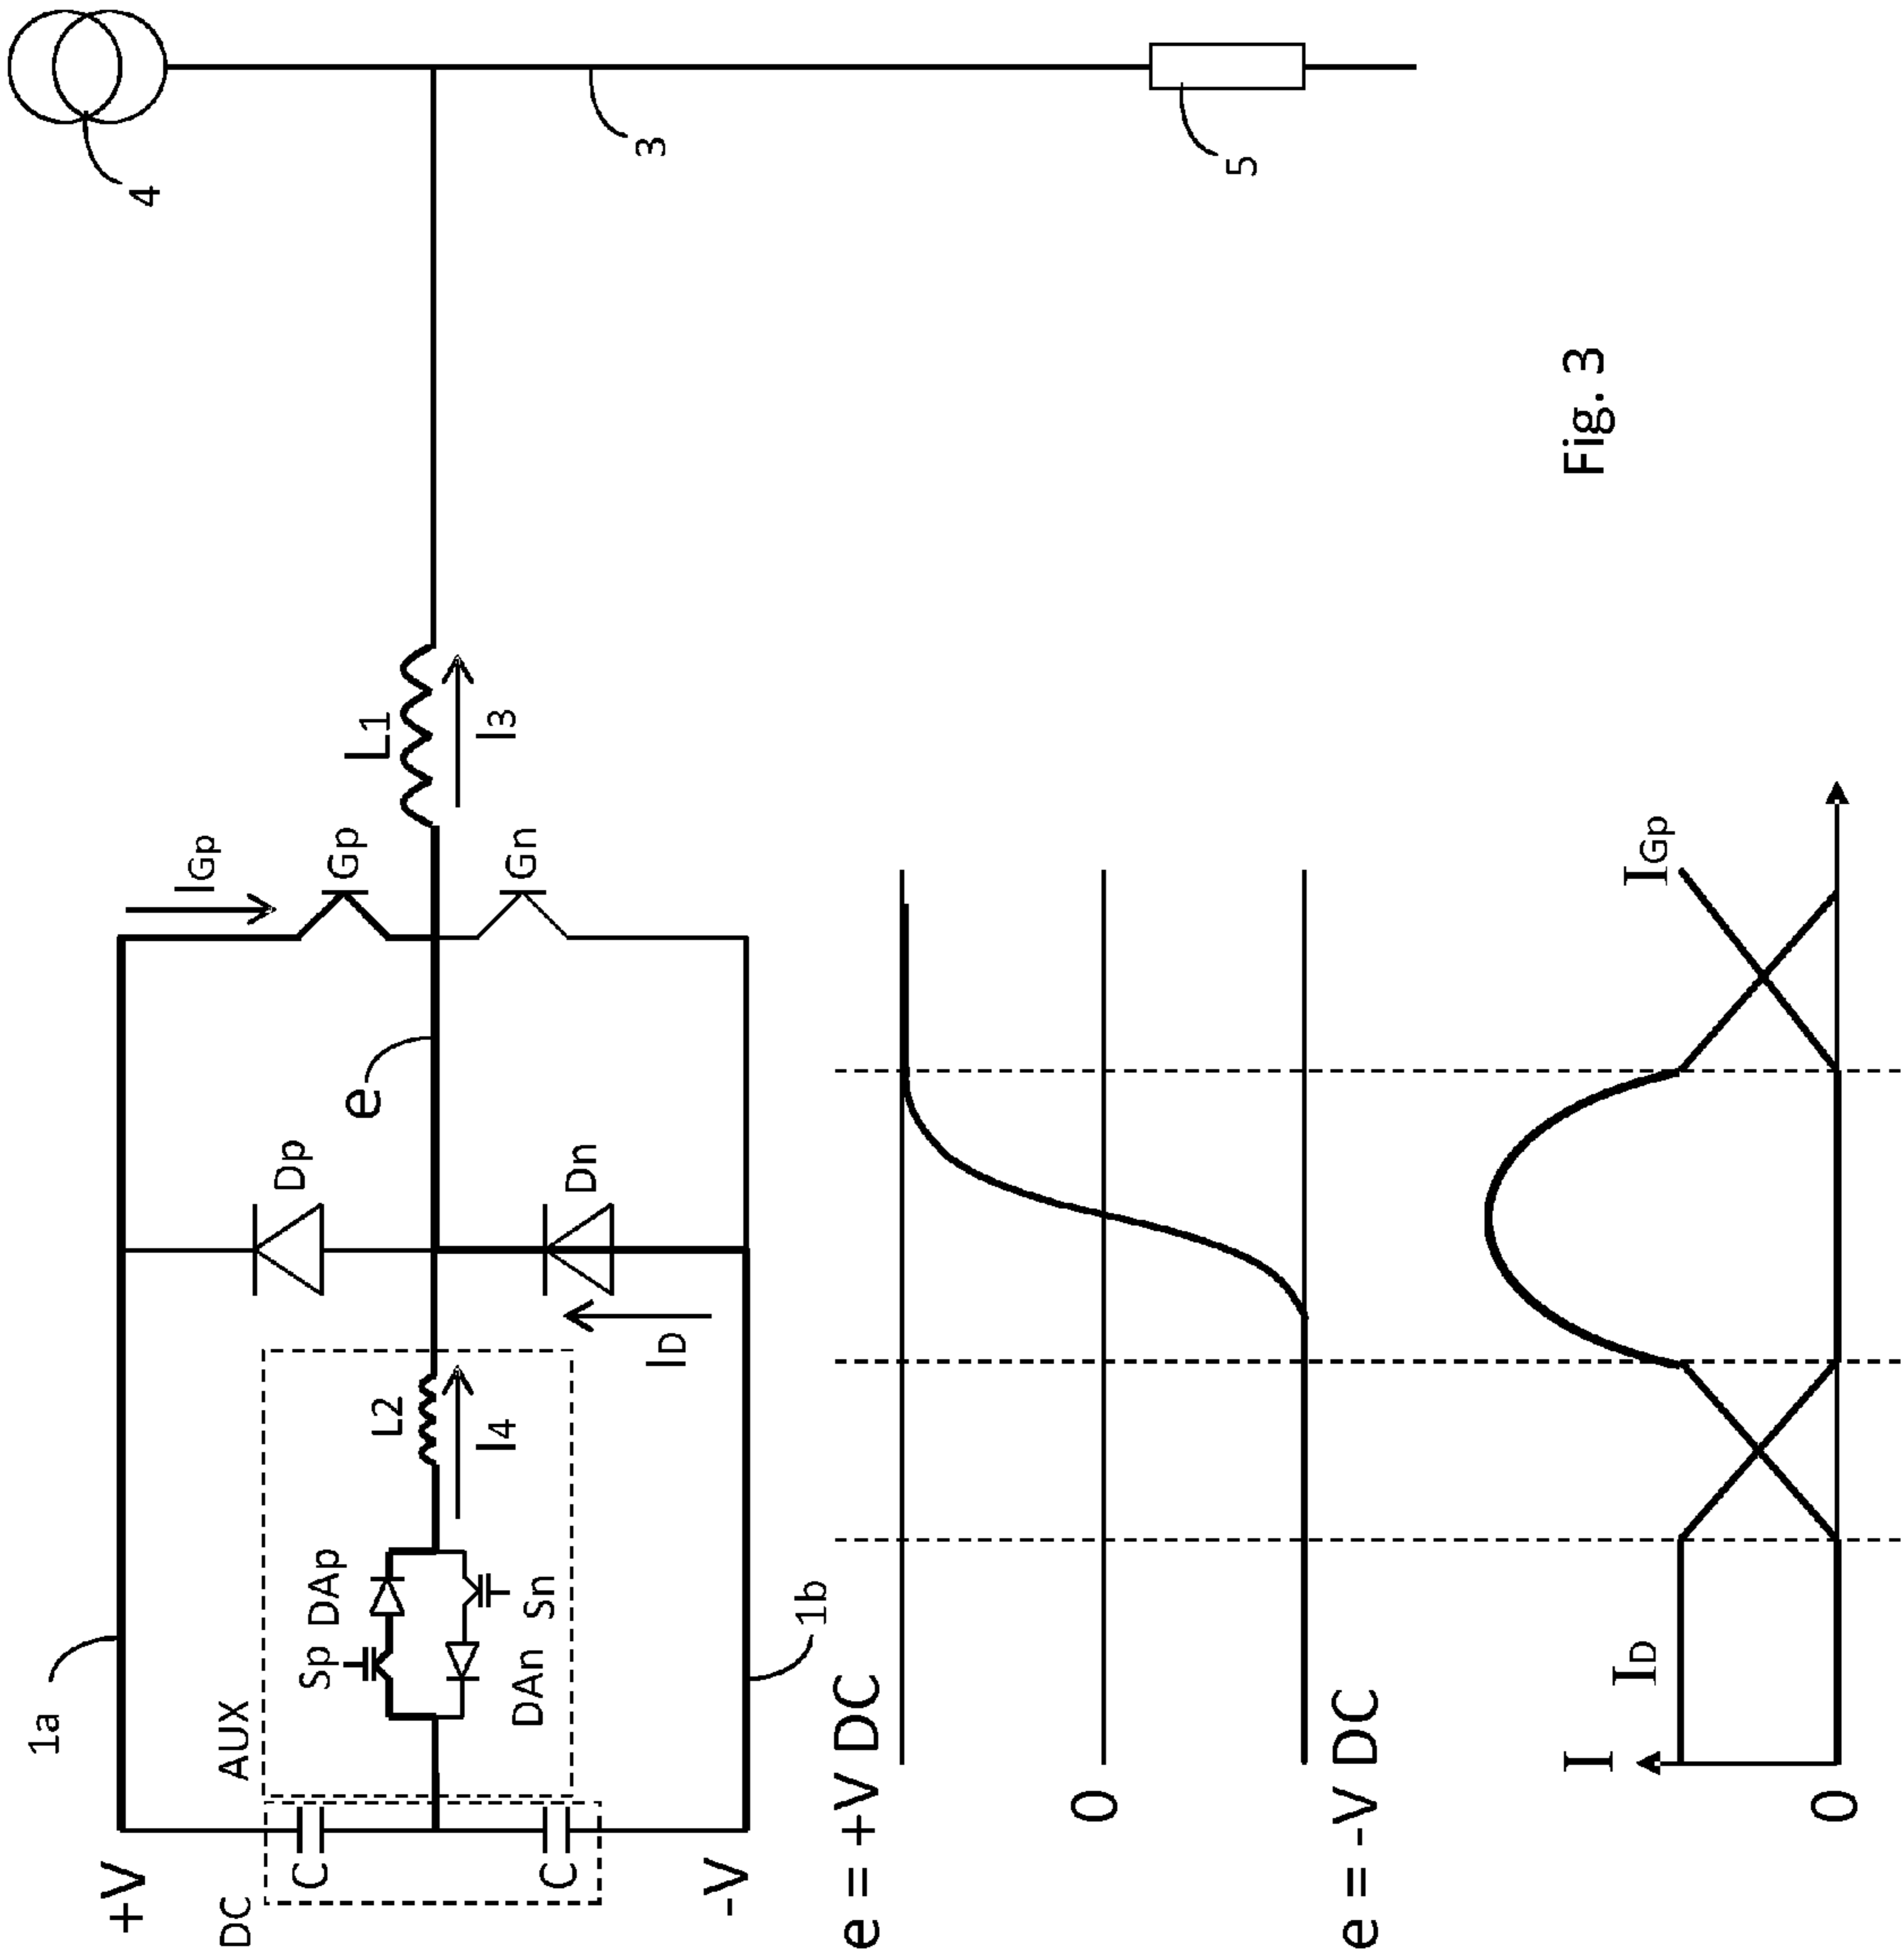 4
3
5
1a
+V
DC
AUX
C
C
-V
1b
Sp DAp
DAn Sn
L2
I4
ID
Dp
Dn
e
IGp
Gp
Gn
L1
I3
e = +V DC
0
e = -V DC
I
ID
IGp
0
Fig. 3